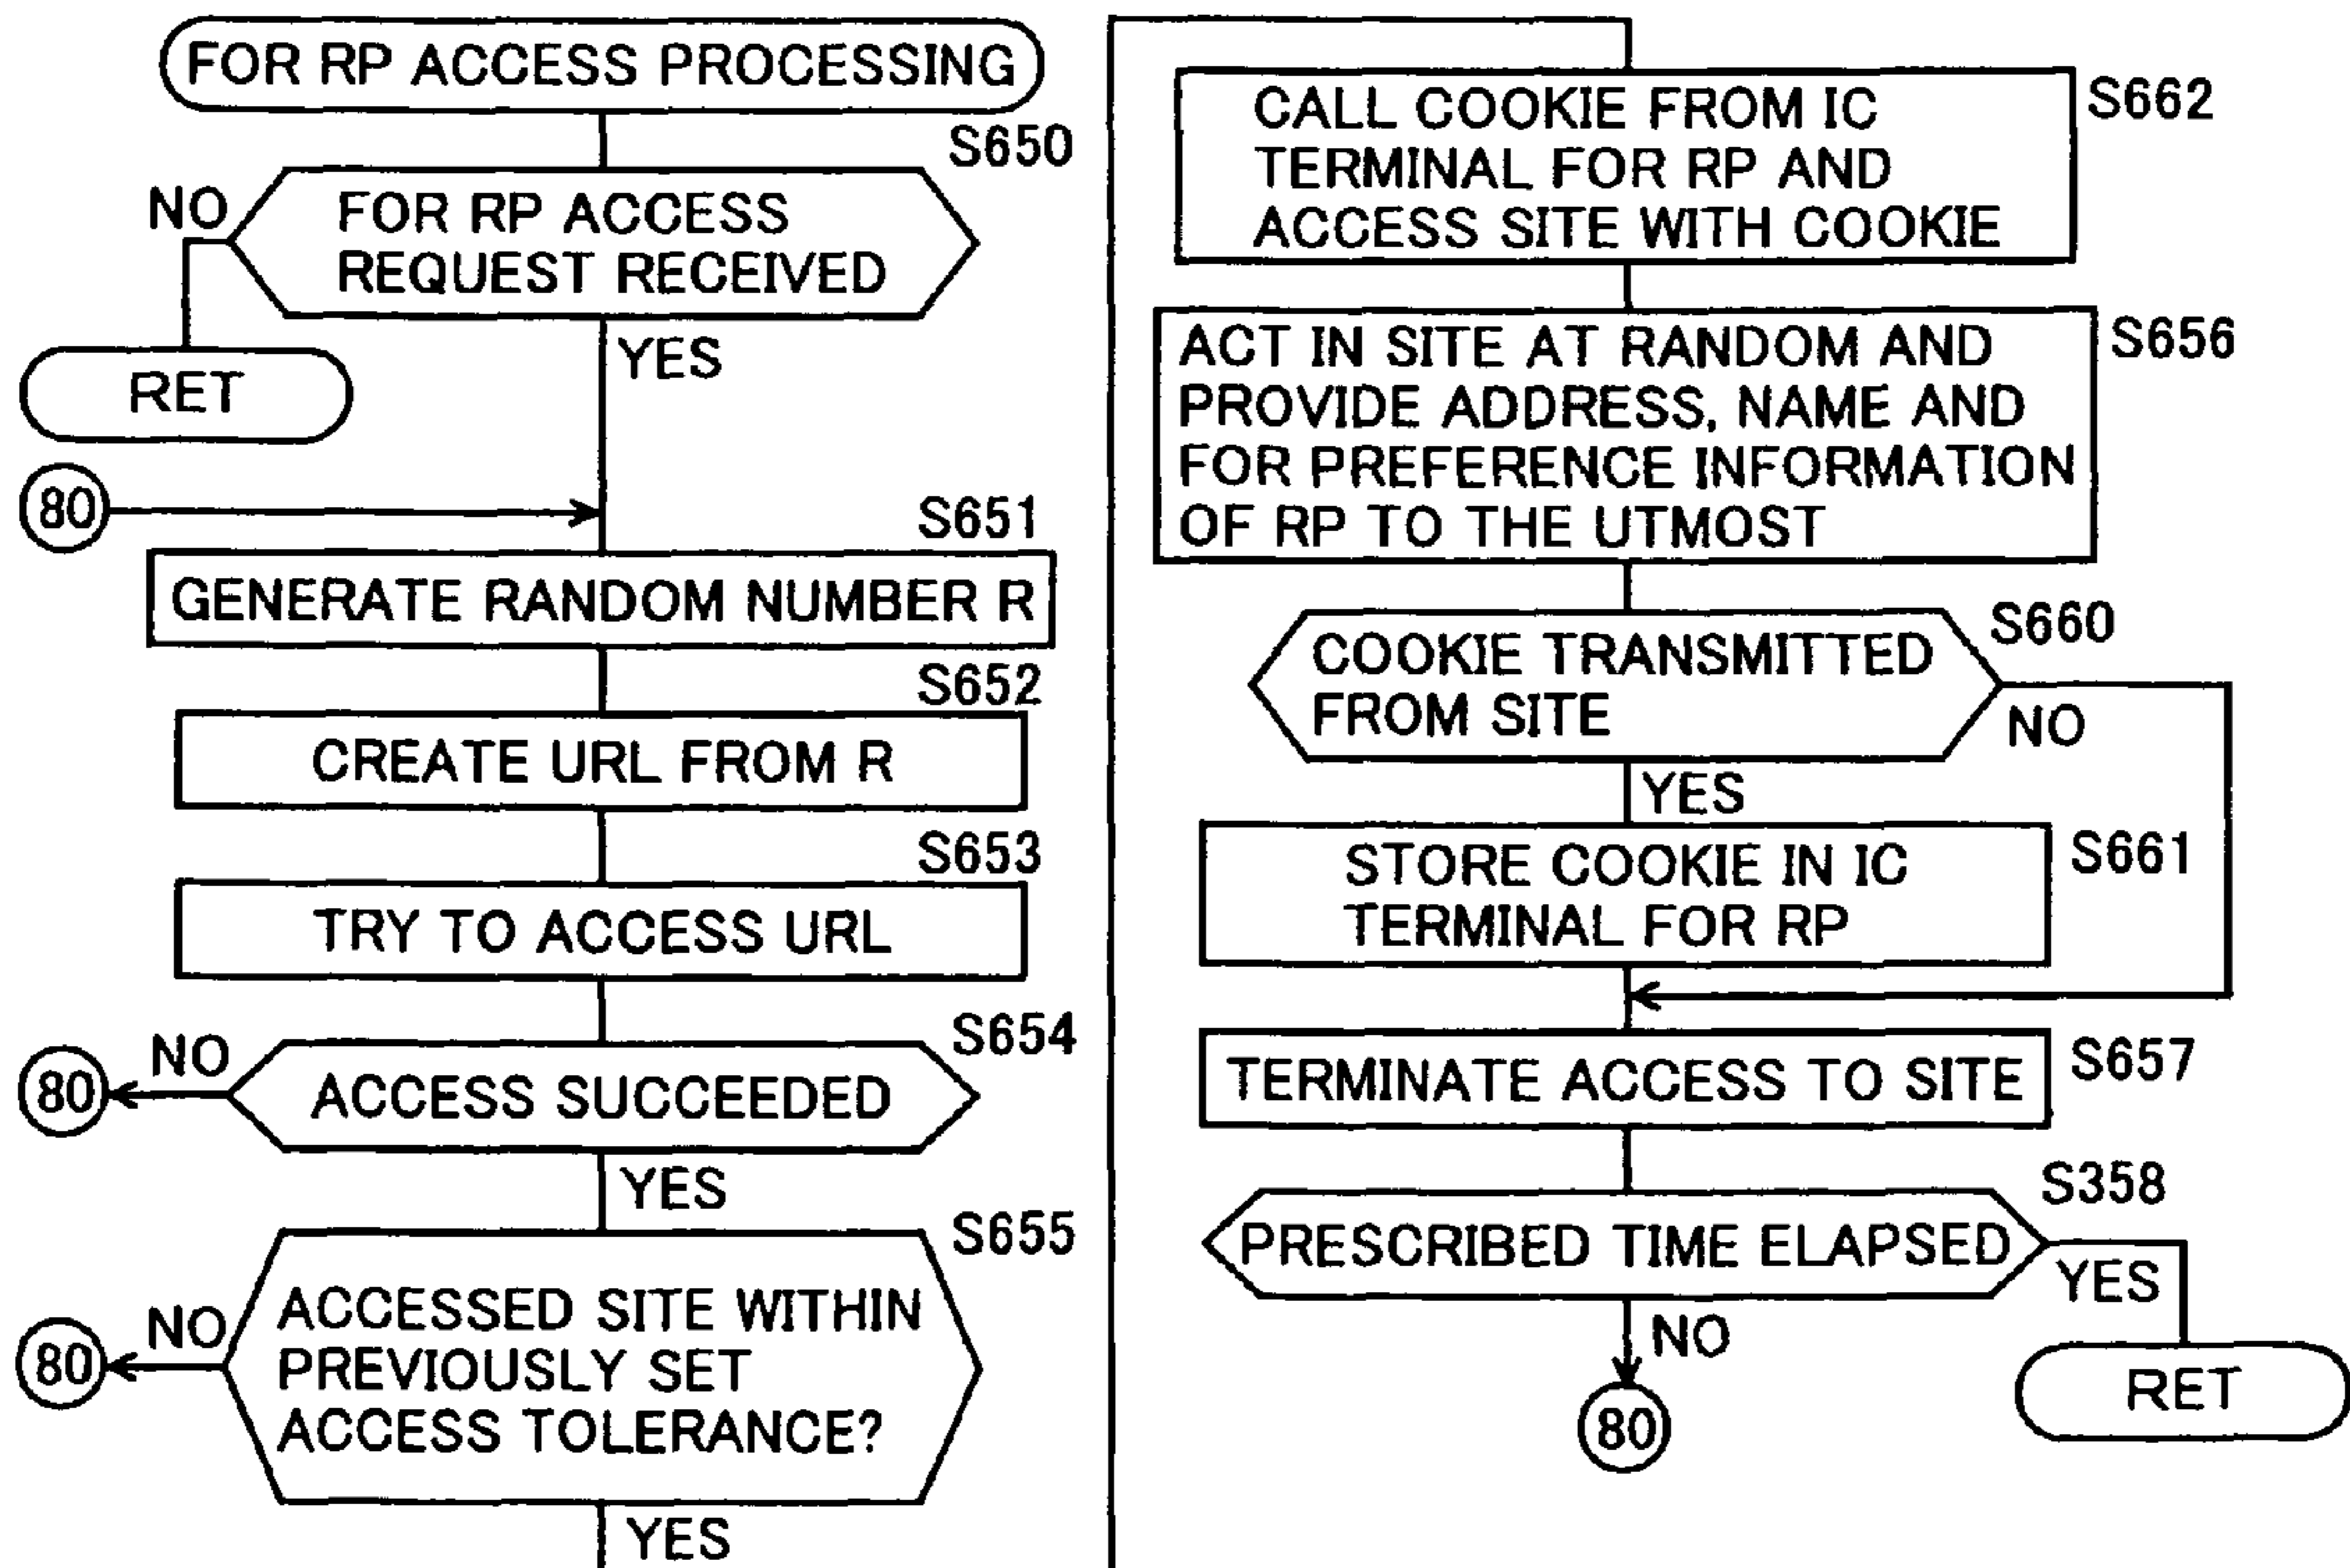 FOR RP ACCESS PROCESSING
S650
NO
FOR RP ACCESS
REQUEST RECEIVED
YES
RET
80
S651
GENERATE RANDOM NUMBER R
S652
CREATE URL FROM R
S653
TRY TO ACCESS URL
S654
80
NO
ACCESS SUCCEEDED
YES
S655
80
NO
ACCESSED SITE WITHIN
PREVIOUSLY SET
ACCESS TOLERANCE?
YES
CALL COOKIE FROM IC
TERMINAL FOR RP AND
ACCESS SITE WITH COOKIE
S662
ACT IN SITE AT RANDOM AND
PROVIDE ADDRESS, NAME AND
FOR PREFERENCE INFORMATION
OF RP TO THE UTMOST
S656
COOKIE TRANSMITTED
FROM SITE
S660
NO
YES
STORE COOKIE IN IC
TERMINAL FOR RP
S661
TERMINATE ACCESS TO SITE
S657
S358
PRESCRIBED TIME ELAPSED
YES
NO
80
RET